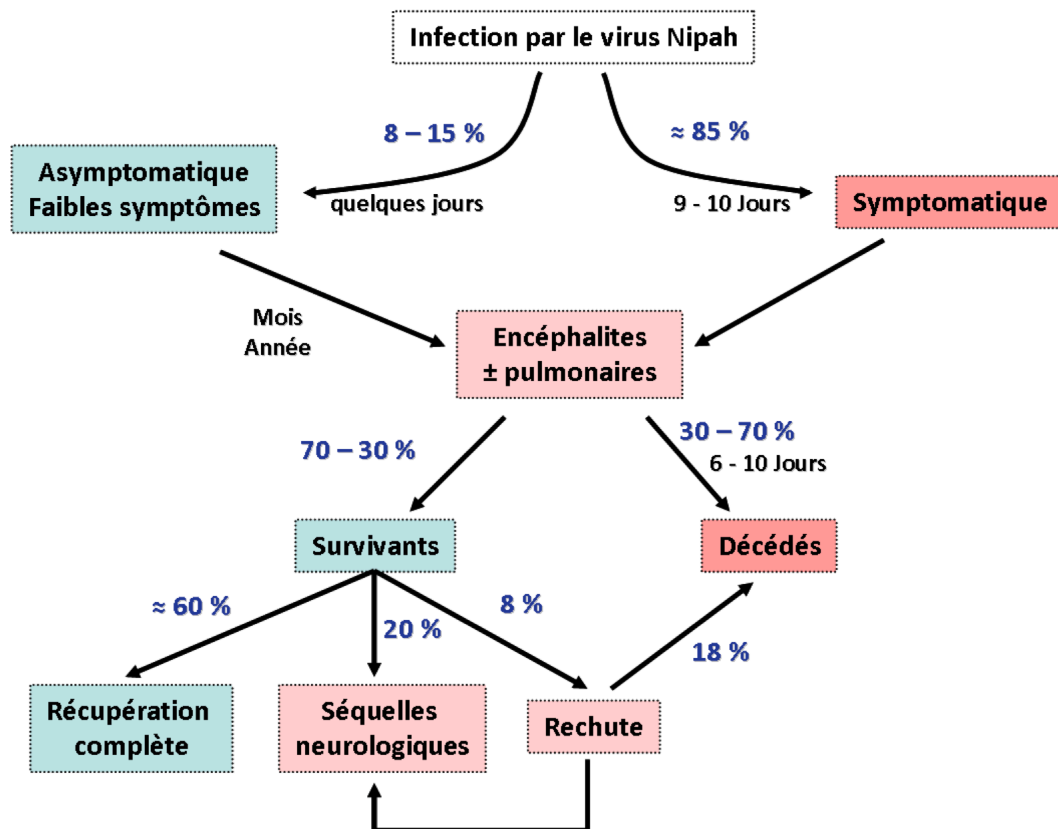 Infection par le virus Nipah
8 – 15 %
≈ 85 %
Asymptomatique
Faibles symptômes
quelques jours
9 - 10 Jours
Symptomatique
Mois
Année
Encéphalites
± pulmonaires
70 – 30 %
30 – 70 %
6 - 10 Jours
Survivants
Décédés
≈ 60 %
20 %
8 %
18 %
Récupération
complète
Séquelles
neurologiques
Rechute